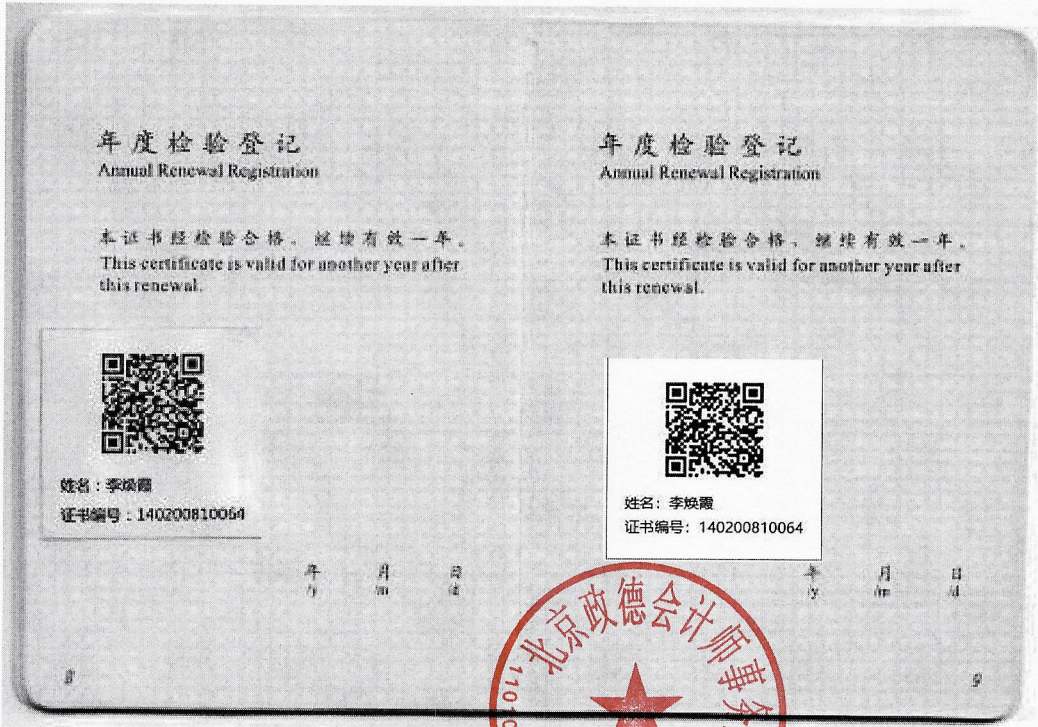 年度检验登记
Annual Renewal Registration
本证书经检验合格，继续有效一年。
This certificate is valid for another year after
this renewal.
姓名：李焕霞
证书编号：140200810064
年 月 日
/y /m /d
8
年度检验登记
Annual Renewal Registration
本证书经检验合格，继续有效一年。
This certificate is valid for another year after
this renewal.
姓名：李焕霞
证书编号：140200810064
年 月 日
/y /m /d
9
北京政德会计师事务
11010